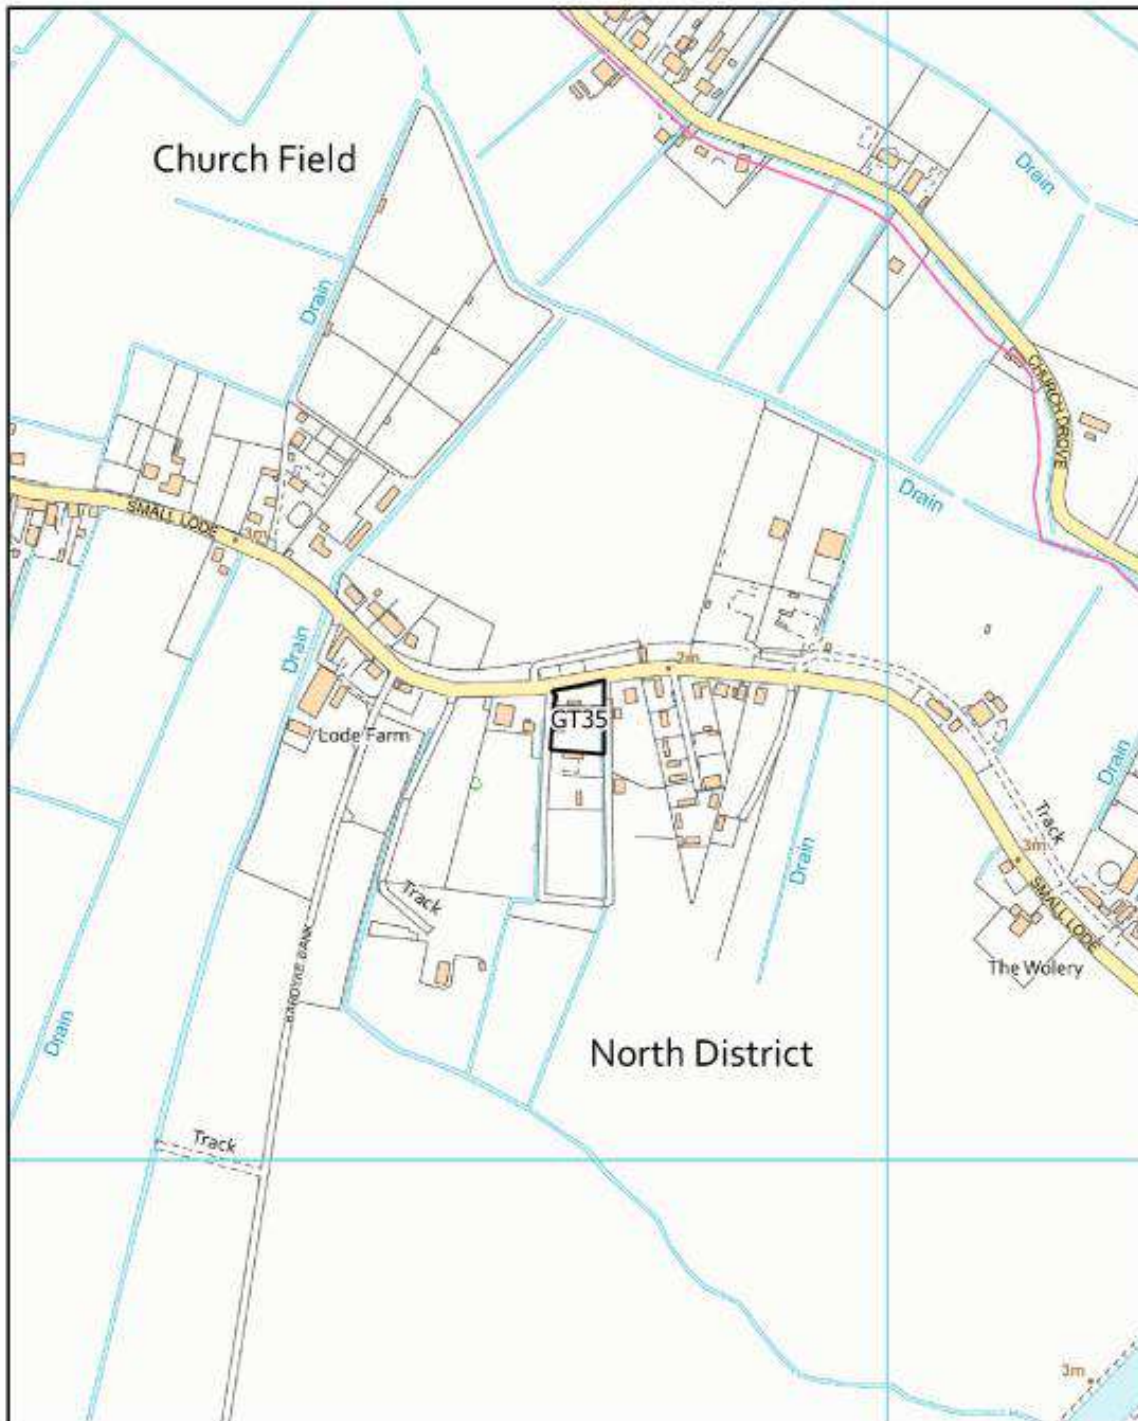 Church Field
Drain
Drain
CHURCH DROVE
Drain
SMALL LODE
Drain
2m
GT35
Lode Farm
Drain
Track
3m
Track
SMALL LODE
The Wolery
BARDYKE BANK
Drain
North District
Track
3m